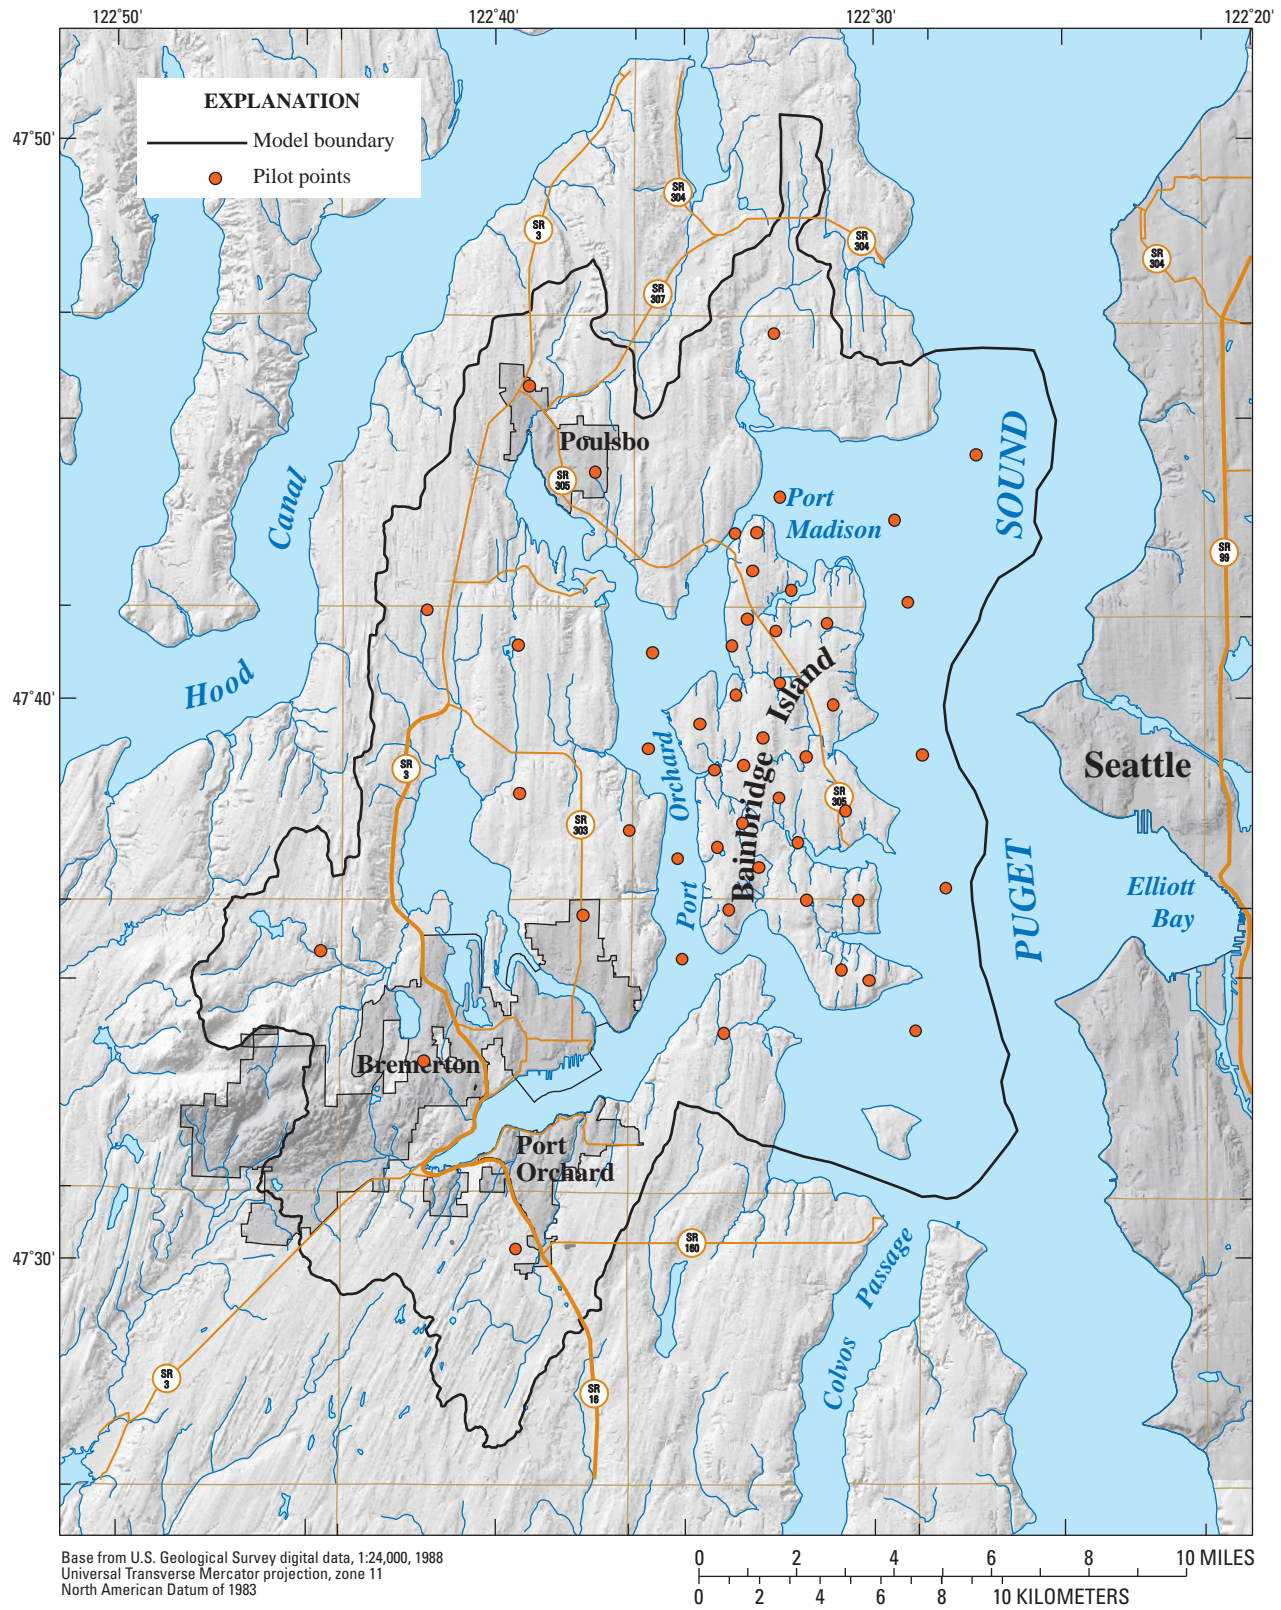 122°50'
122°40'
122°30'
122°20'
EXPLANATION
Model boundary
Pilot points
47°50'
SR
304
SR
3
SR
304
SR
304
SR
307
Poulsbo
SR
305
Port
Madison
SOUND
Canal
SR
99
Hood
47°40'
Island
Bainbridge
Orchard
Port
Seattle
SR
3
SR
305
SR
303
PUGET
Elliott
Bay
Bremerton
Port
Orchard
47°30'
SR
160
Passage
Colvos
SR
3
SR
16
Base from U.S. Geological Survey digital data, 1:24,000, 1988
Universal Transverse Mercator projection, zone 11
North American Datum of 1983
0 2 4 6 8 10 MILES
0 2 4 6 8 10 KILOMETERS